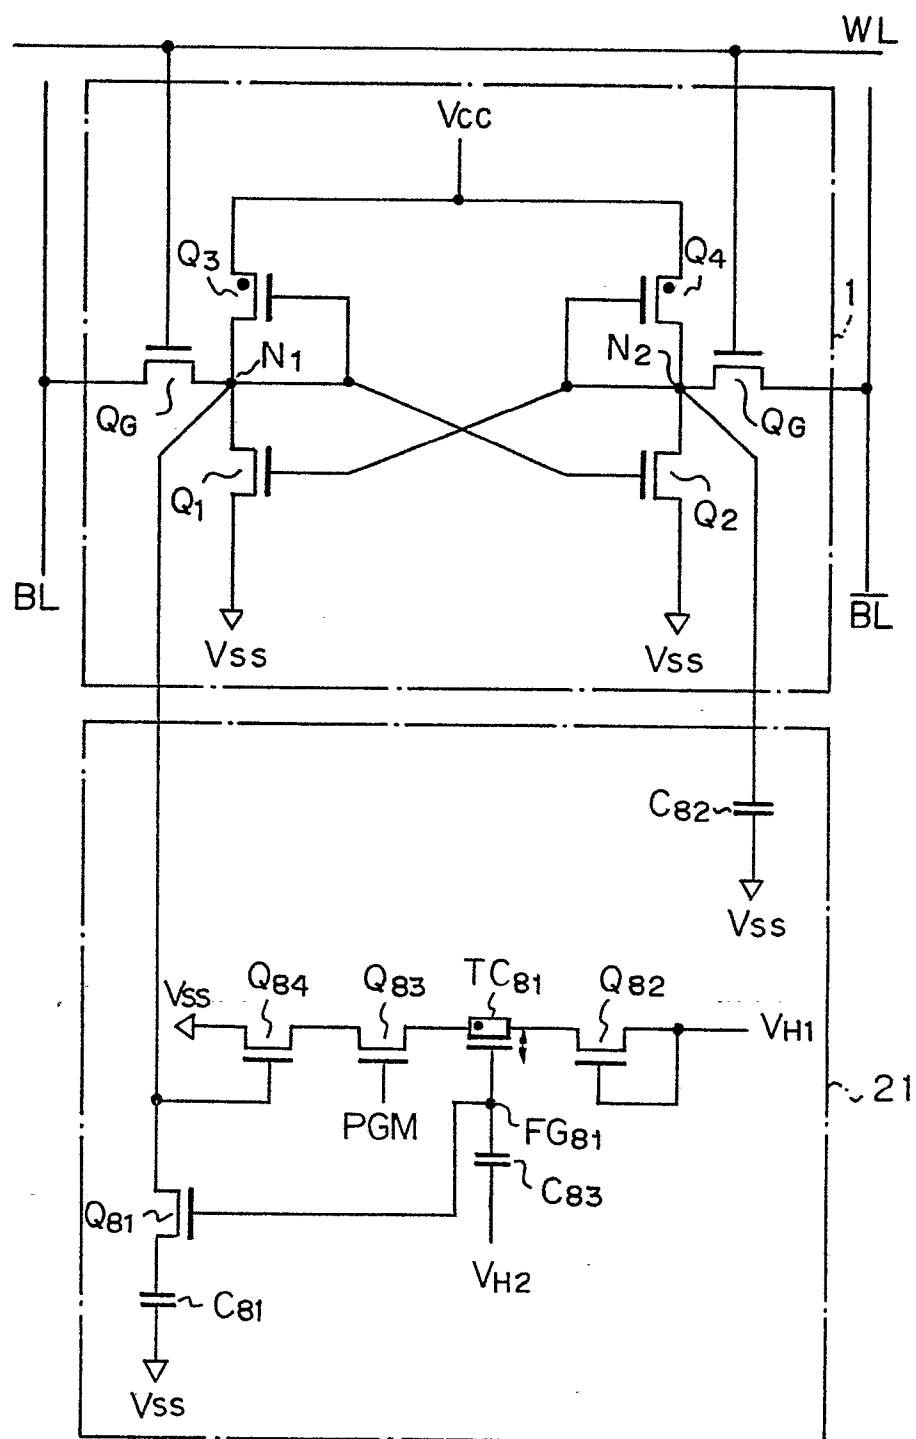 WL
Vcc
Q3
Q4
1
N1
N2
QG
QG
Q1
Q2
BL
BL
Vss
Vss
C82
Vss
Vss
Q84
Q83
TC81
Q82
VH1
21
PGM
FG81
C83
Q81
VH2
C81
Vss